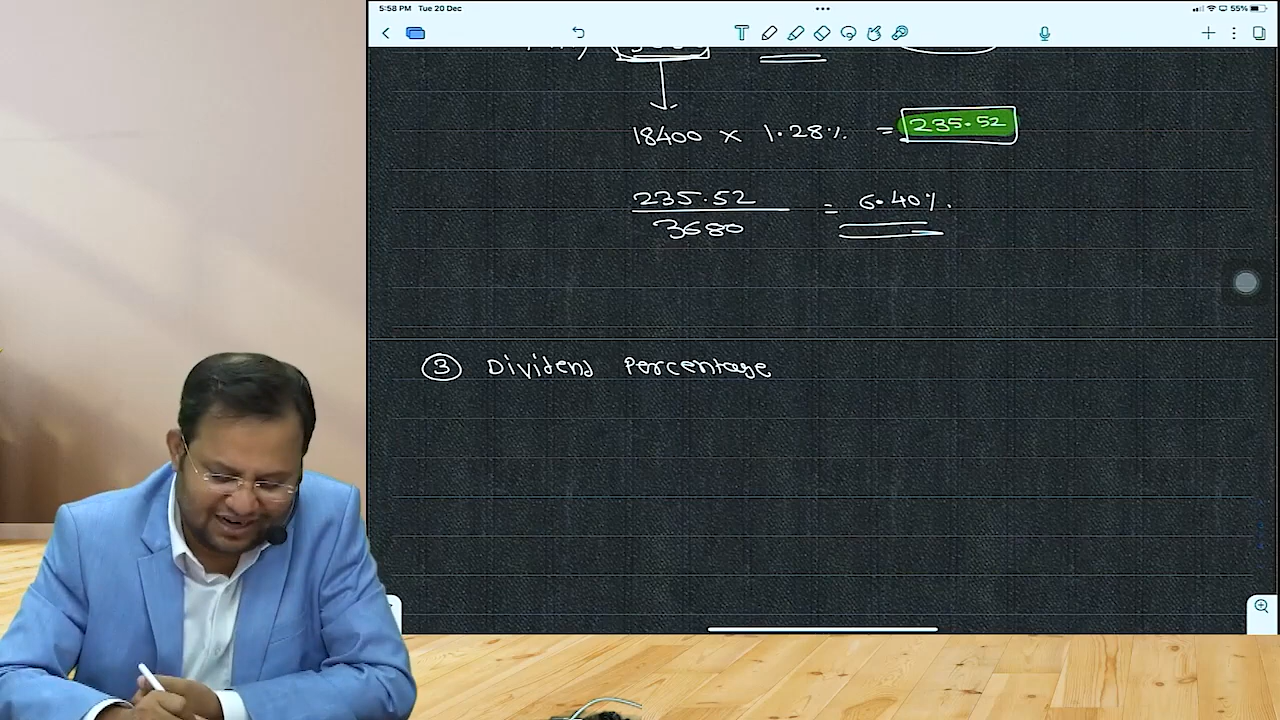 5:58 PM Tue 20 Dec
55%
18400 × 1.28% = 235.52
235.52
3680
= 6.40%.
③ Dividend Percentage